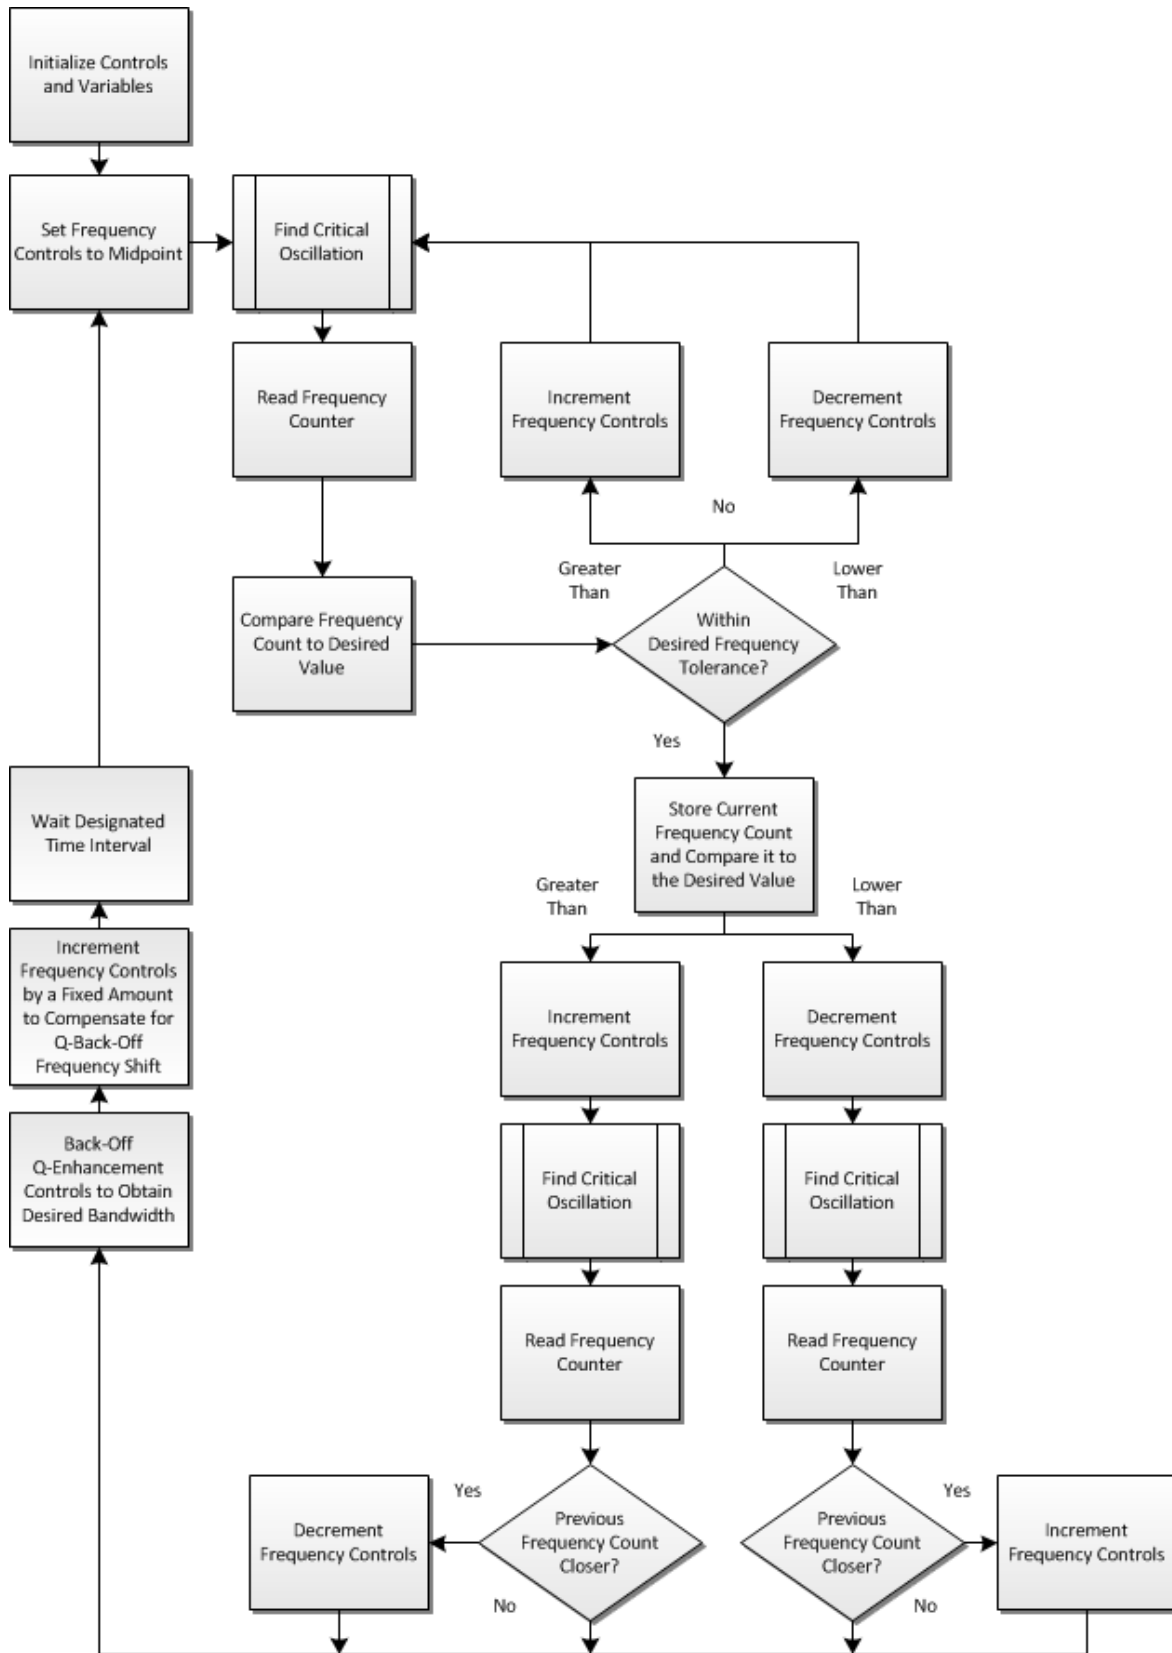 Initialize Controls
and Variables
Set Frequency
Controls to Midpoint
Find Critical
Oscillation
Read Frequency
Counter
Increment
Frequency Controls
Decrement
Frequency Controls
No
Greater
Than
Lower
Than
Compare Frequency
Count to Desired
Value
Within
Desired Frequency
Tolerance?
Yes
Store Current
Frequency Count
and Compare it to
the Desired Value
Greater
Than
Lower
Than
Wait Designated
Time Interval
Increment
Frequency Controls
by a Fixed Amount
to Compensate for
Q-Back-Off
Frequency Shift
Back-Off
Q-Enhancement
Controls to Obtain
Desired Bandwidth
Increment
Frequency Controls
Decrement
Frequency Controls
Find Critical
Oscillation
Find Critical
Oscillation
Read Frequency
Counter
Read Frequency
Counter
Decrement
Frequency Controls
Yes
Previous
Frequency Count
Closer?
No
Previous
Frequency Count
Closer?
Yes
No
Increment
Frequency Controls